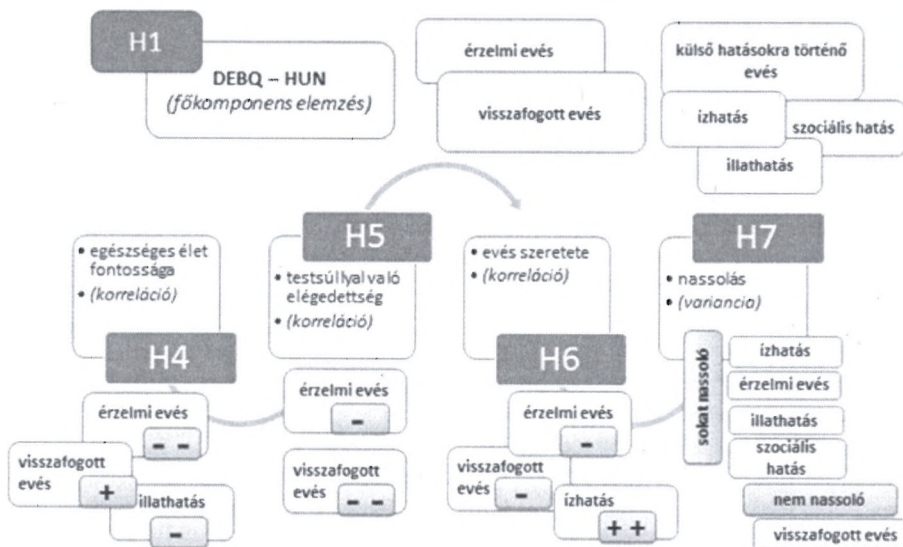 H1
DEBQ – HUN
(főkomponens elemzés)
érzelmi evés
visszafogott evés
külső hatásokra történő
evés
ízhatás
szociális hatás
illathatás
• egészséges élet
fontossága
• (korreláció)
H4
érzelmi evés
- -
visszafogott
evés
+
illathatás
-
H5
• testsúllyal való
elégedettség
• (korreláció)
érzelmi evés
-
visszafogott
evés
- -
• evés szeretete
• (korreláció)
H6
érzelmi evés
-
visszafogott
evés
-
ízhatás
+ +
H7
• nassolás
• (variancia)
sokat nassoló
ízhatás
érzelmi evés
illathatás
szociális
hatás
nem nassoló
visszafogott evés